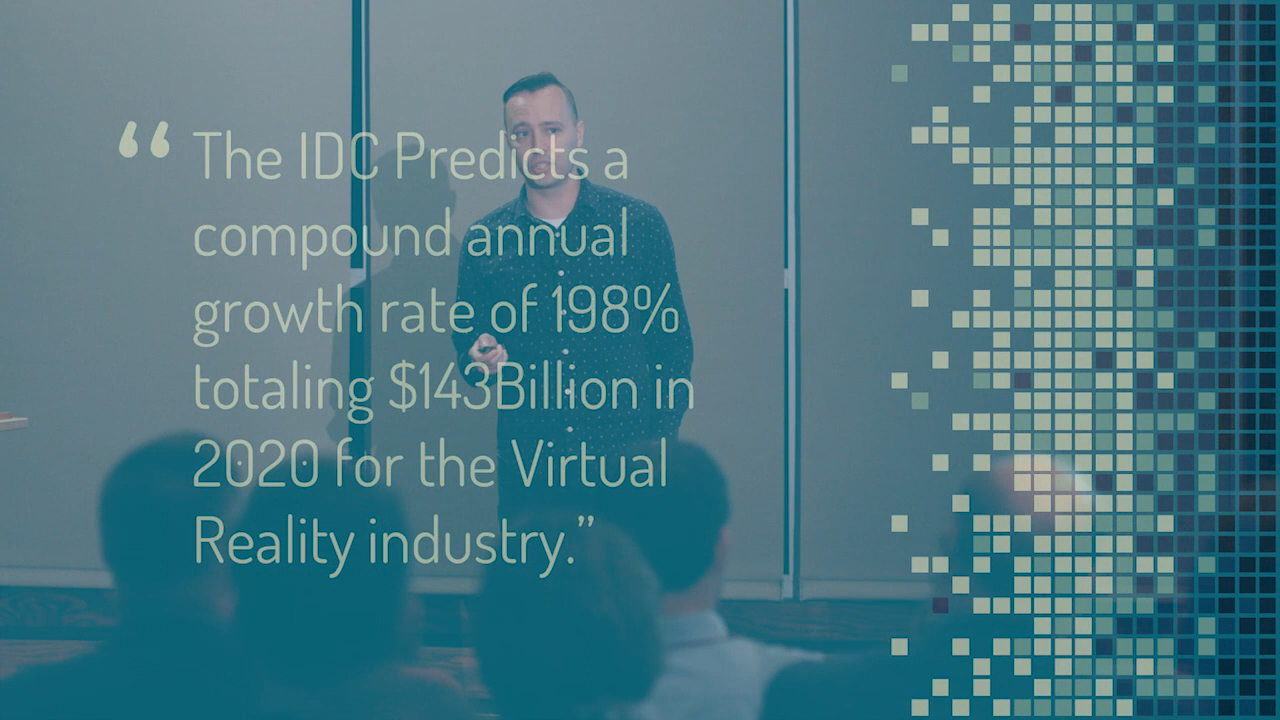 “The IDC Predicts a
compound annual
growth rate of 198%
totaling $143Billion in
2020 for the Virtual
Reality industry.”